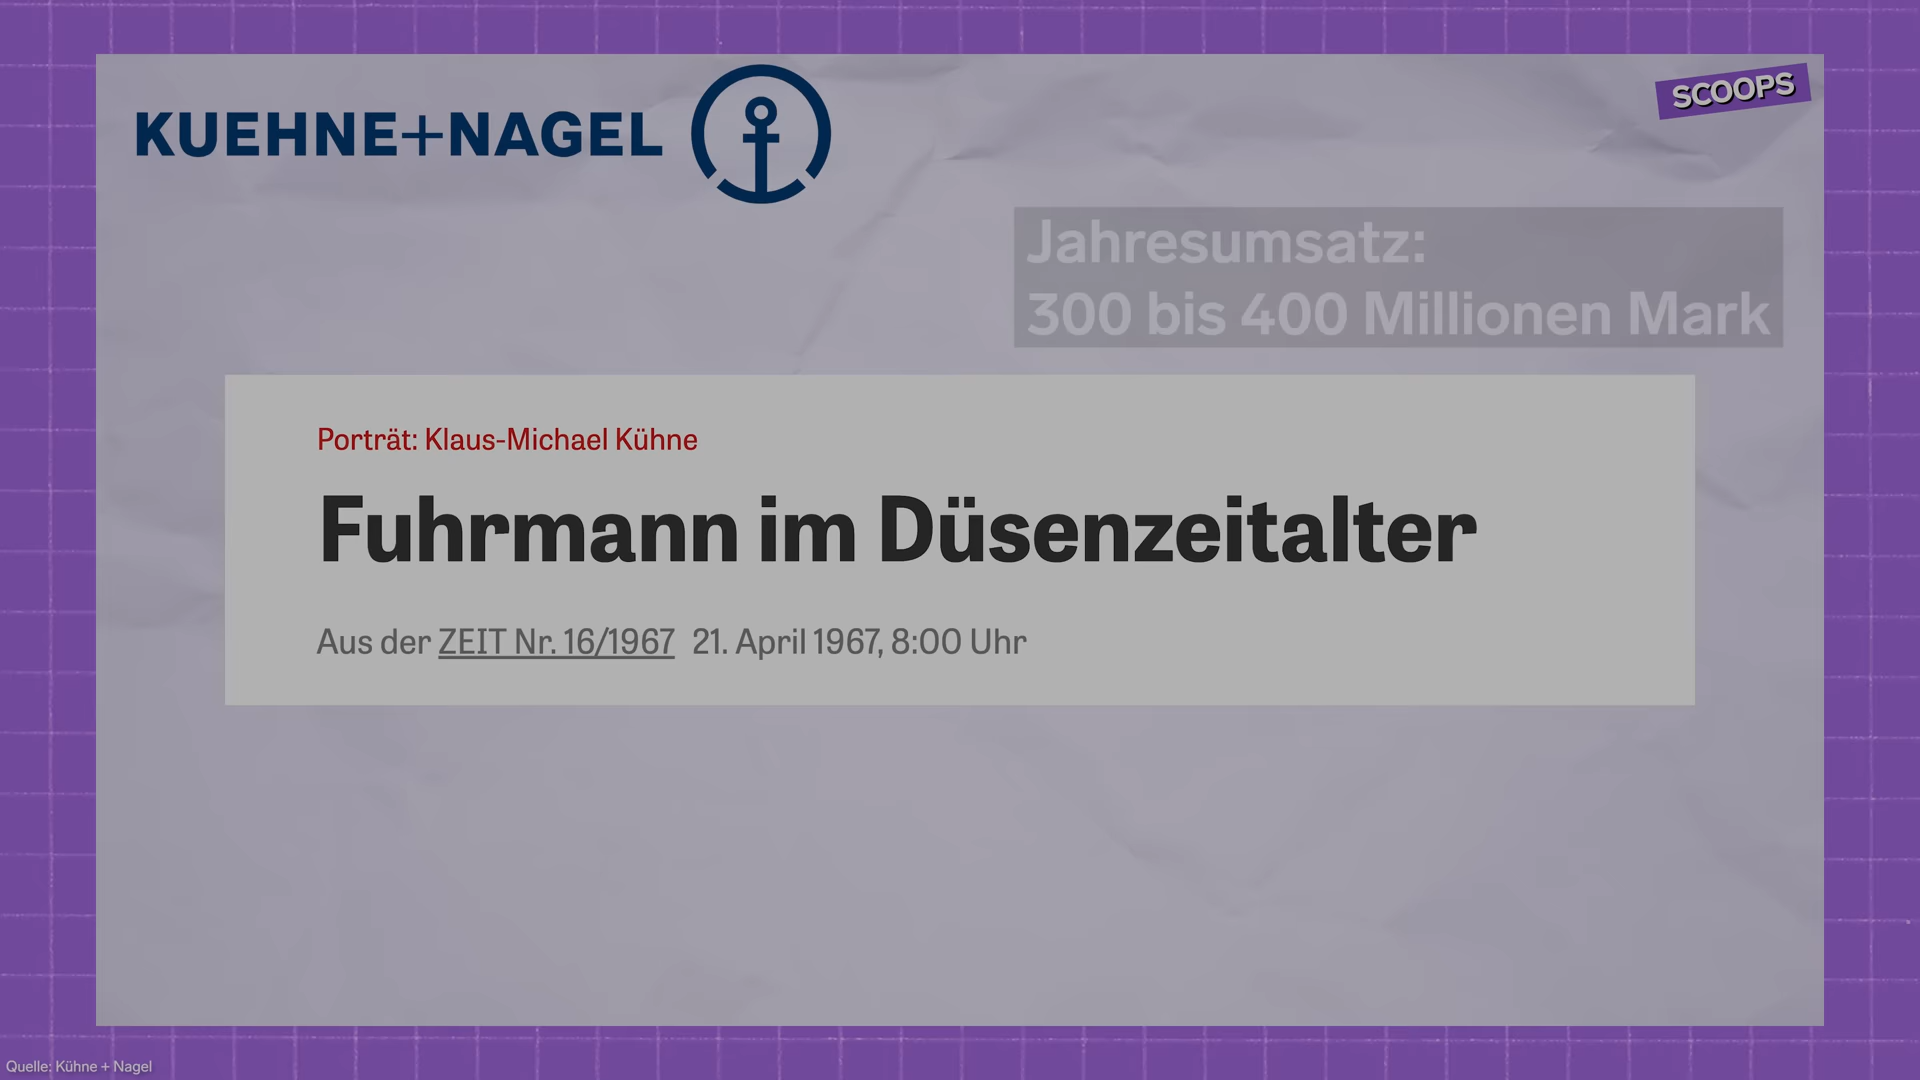 KUEHNE+NAGEL
SCOOPS
Jahresumsatz:
300 bis 400 Millionen Mark
Porträt: Klaus-Michael Kühne
Fuhrmann im Düsenzeitalter
Aus der ZEIT Nr. 16/1967 21. April 1967, 8:00 Uhr
Quelle: Kühne + Nagel